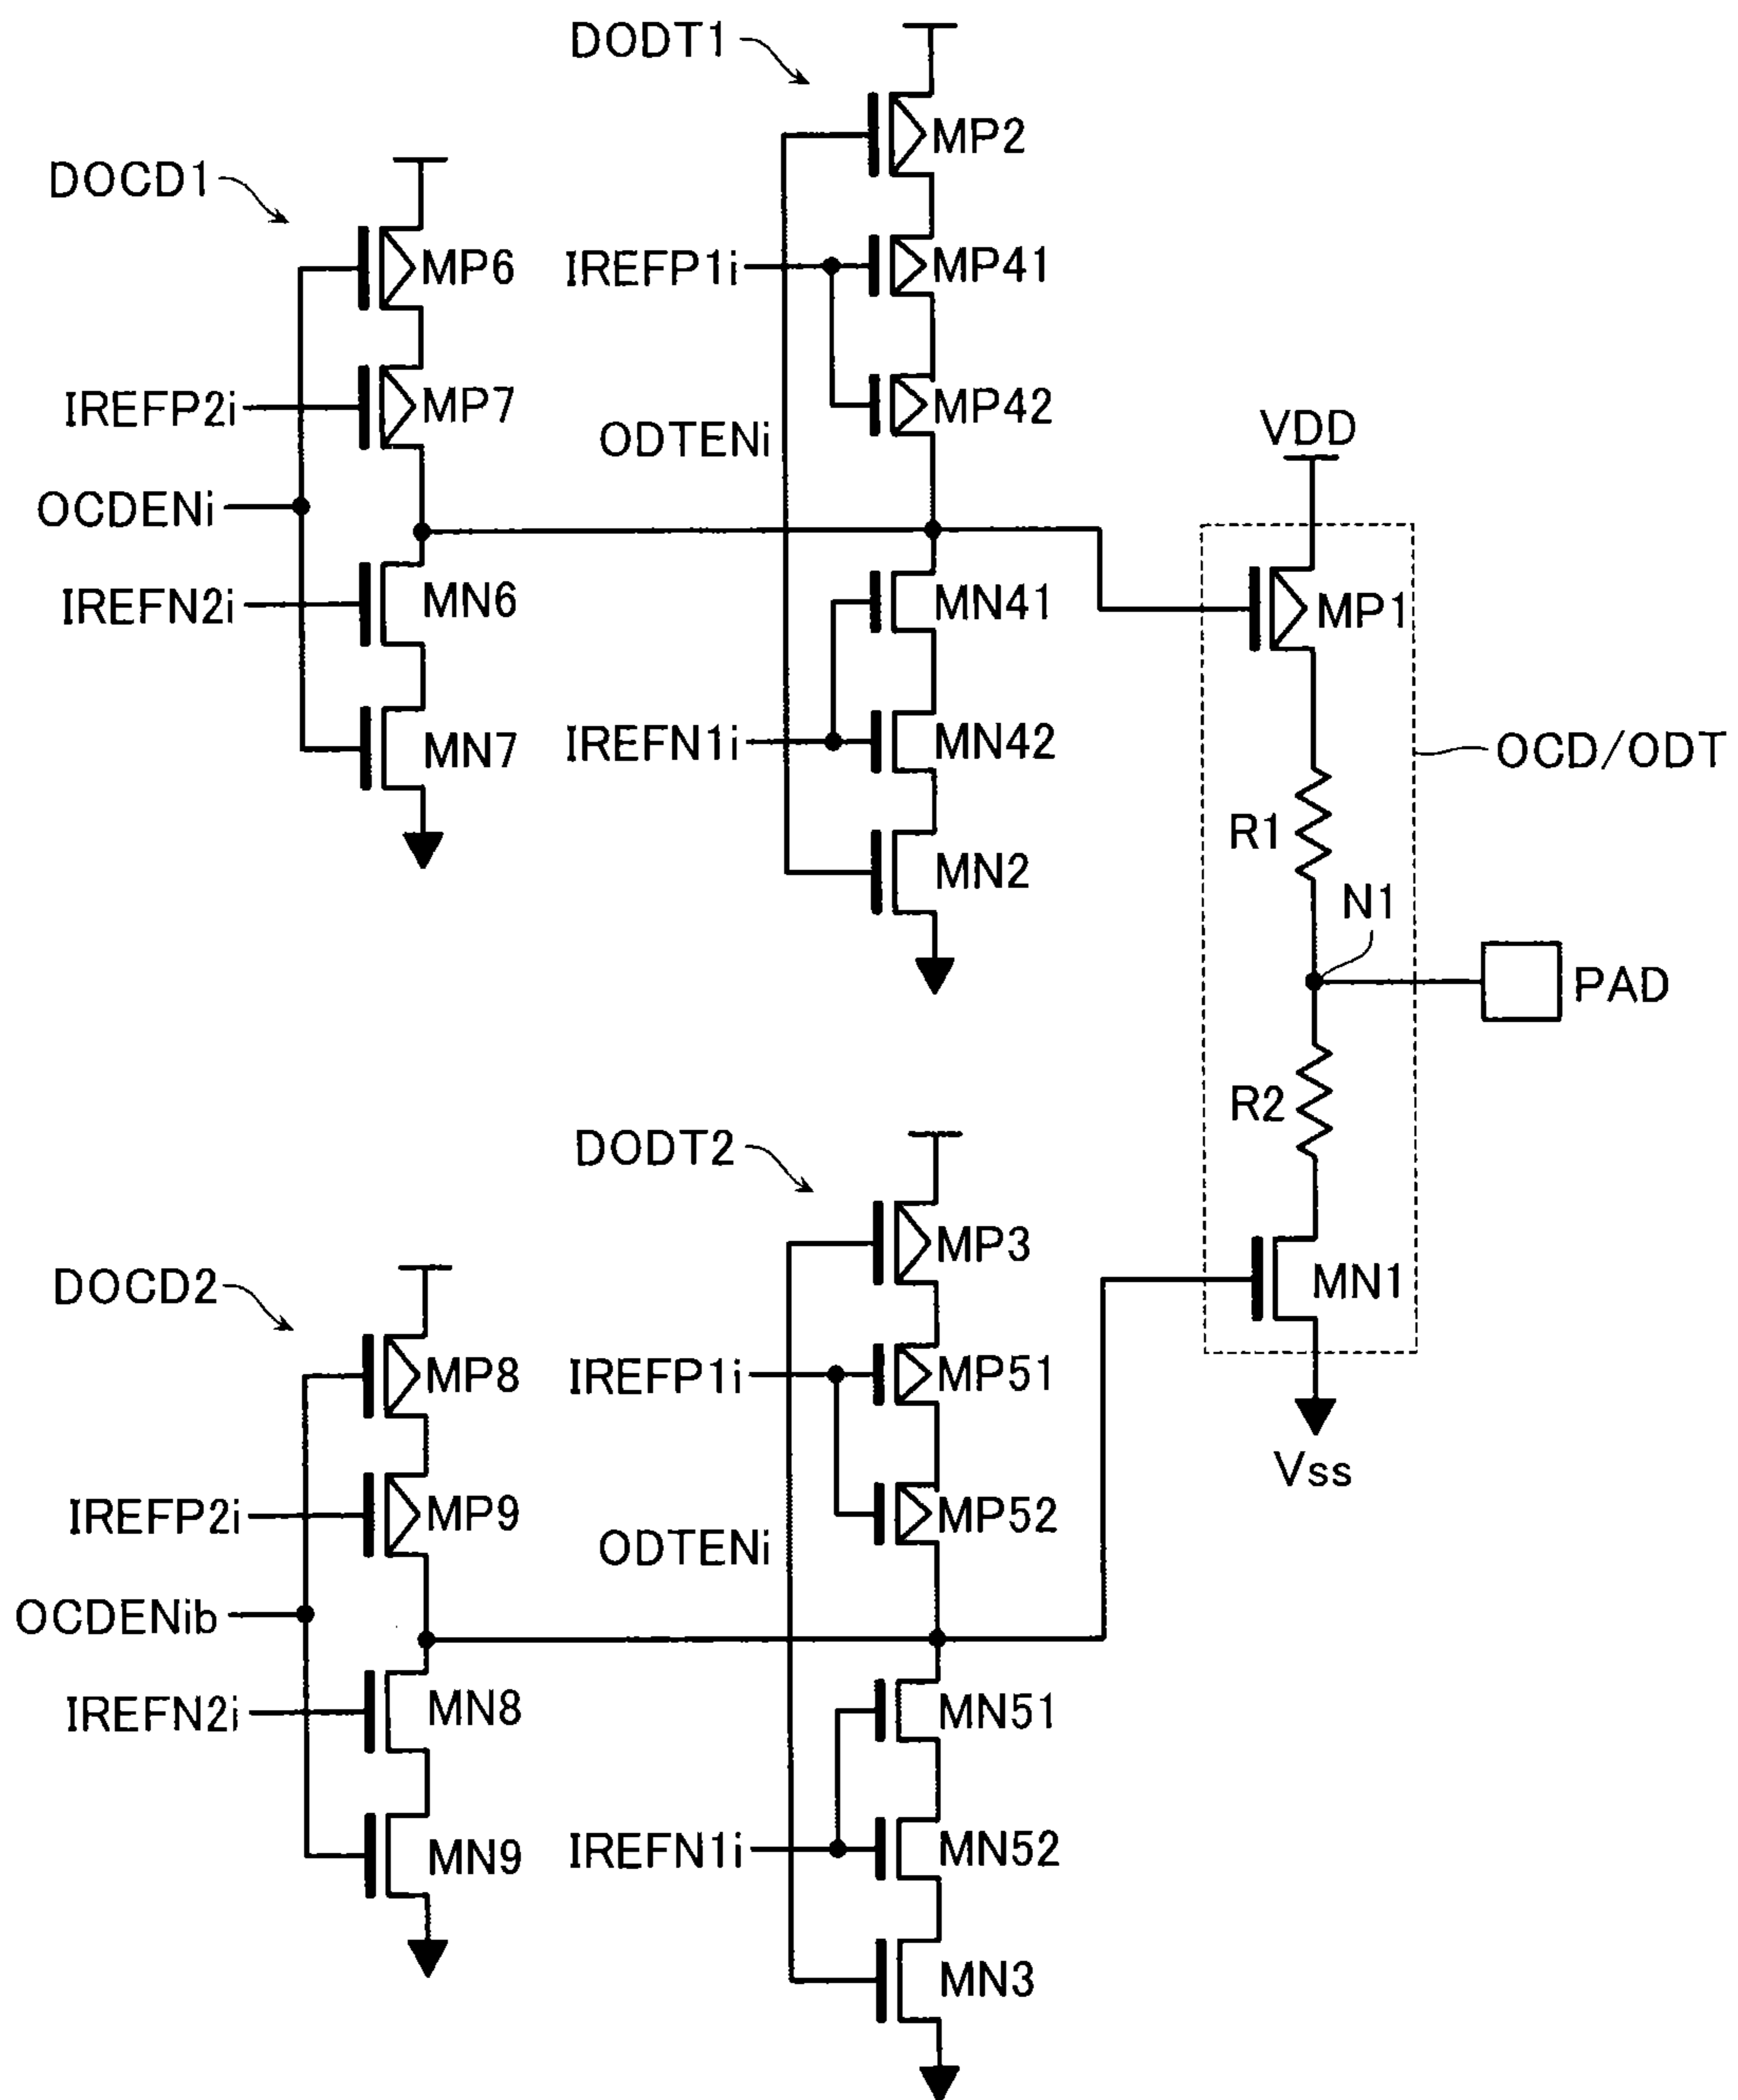 DODT1
MP2
DOCD1
MP6
IREFP1i
MP41
IREFP2i
MP7
MP42
ODTENi
VDD
OCDENi
IREFN2i
MN6
MN41
MP1
IREFN1i
MN42
MN7
OCD/ODT
R1
MN2
N1
PAD
R2
DODT2
MP3
DOCD2
MN1
MP8
IREFP1i
MP51
Vss
IREFP2i
MP9
MP52
ODTENi
OCDENib
IREFN2i
MN8
MN51
IREFN1i
MN52
MN9
MN3